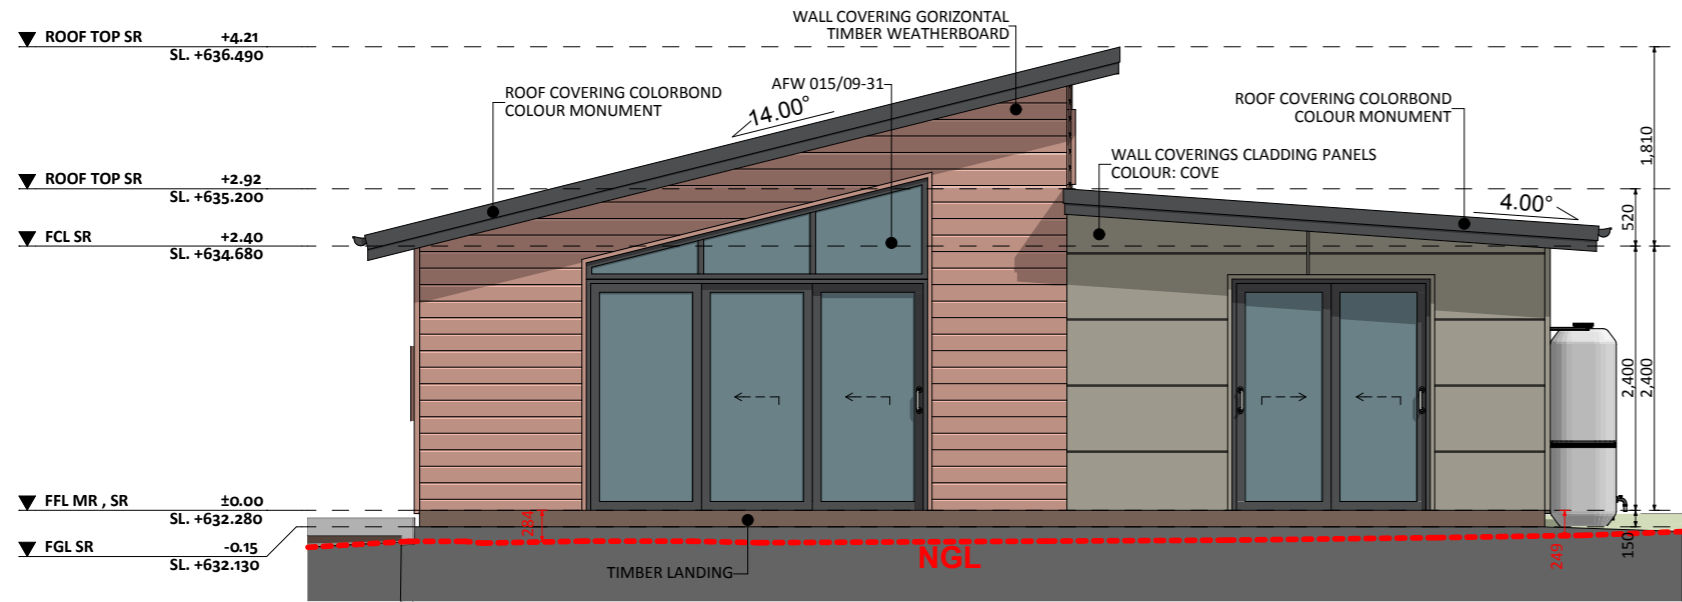 WALL COVERING GORIZONTAL
TIMBER WEATHERBOARD
ROOF TOP SR +4.21
SL. +636.490
AFW 015/09-31
ROOF COVERING COLORBOND
COLOUR MONUMENT
14.00°
ROOF COVERING COLORBOND
COLOUR MONUMENT
1,810
WALL COVERINGS CLADDING PANELS
COLOUR: COVE
ROOF TOP SR +2.92
SL. +635.200
4.00°
520
FCL SR +2.40
SL. +634.680
2,400
2,400
FFL MR , SR ±0.00
SL. +632.280
284
FGL SR -0.15
SL. +632.130
NGL
249
150
TIMBER LANDING